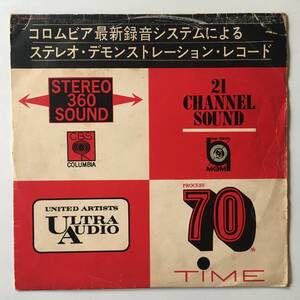 コロムビア最新録音システムによる
ステレオ・デモンストレーション・レコード
STEREO
360
SOUND
CBS
COLUMBIA
21
CHANNEL
SOUND
MGM
UNITED ARTISTS
ULTRA
AUDIO
PROCESS
70
TIME